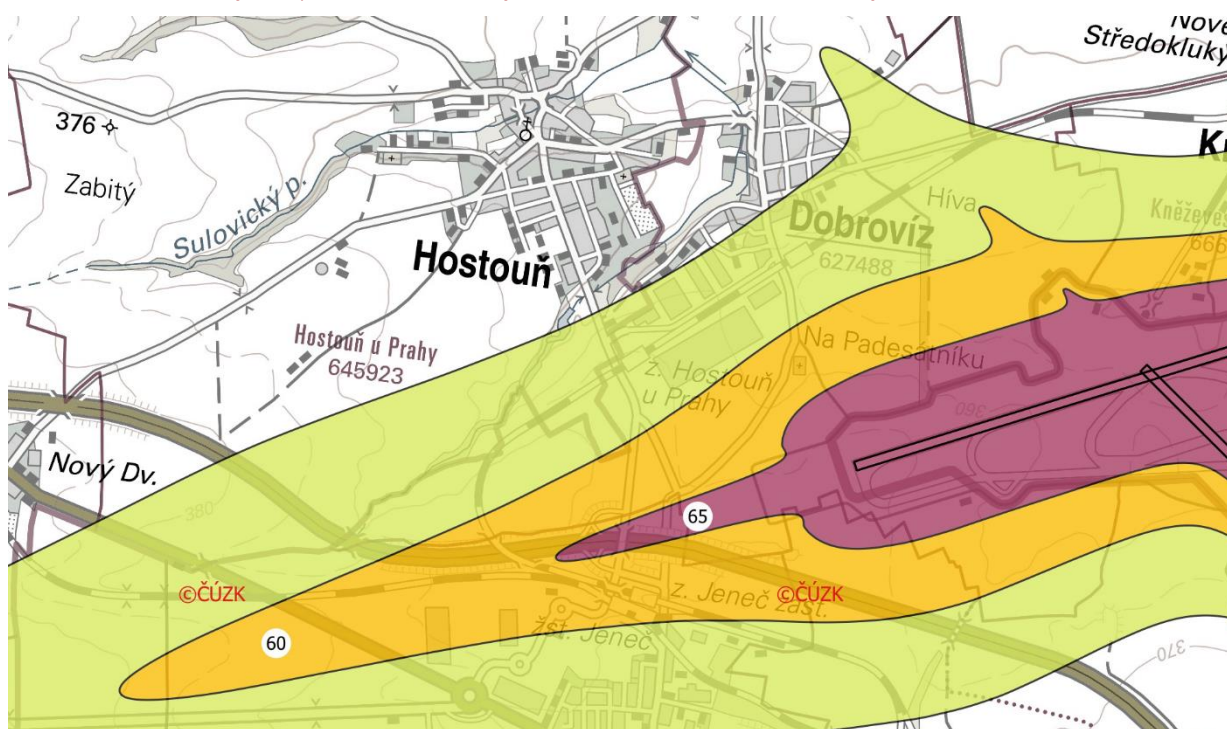 Nové
Středokluky
376
Zabitý
Sulovický p.
Hostouň
Dobrovíz
627488
Híva
Kněževes
Hostouň u Prahy
645923
Na Padesátníku
z. Hostouň
u Prahy
360
Nový Dv.
380
65
©ČÚZK
©ČÚZK
z. Jeneč zast.
žst. Jeneč
60
370